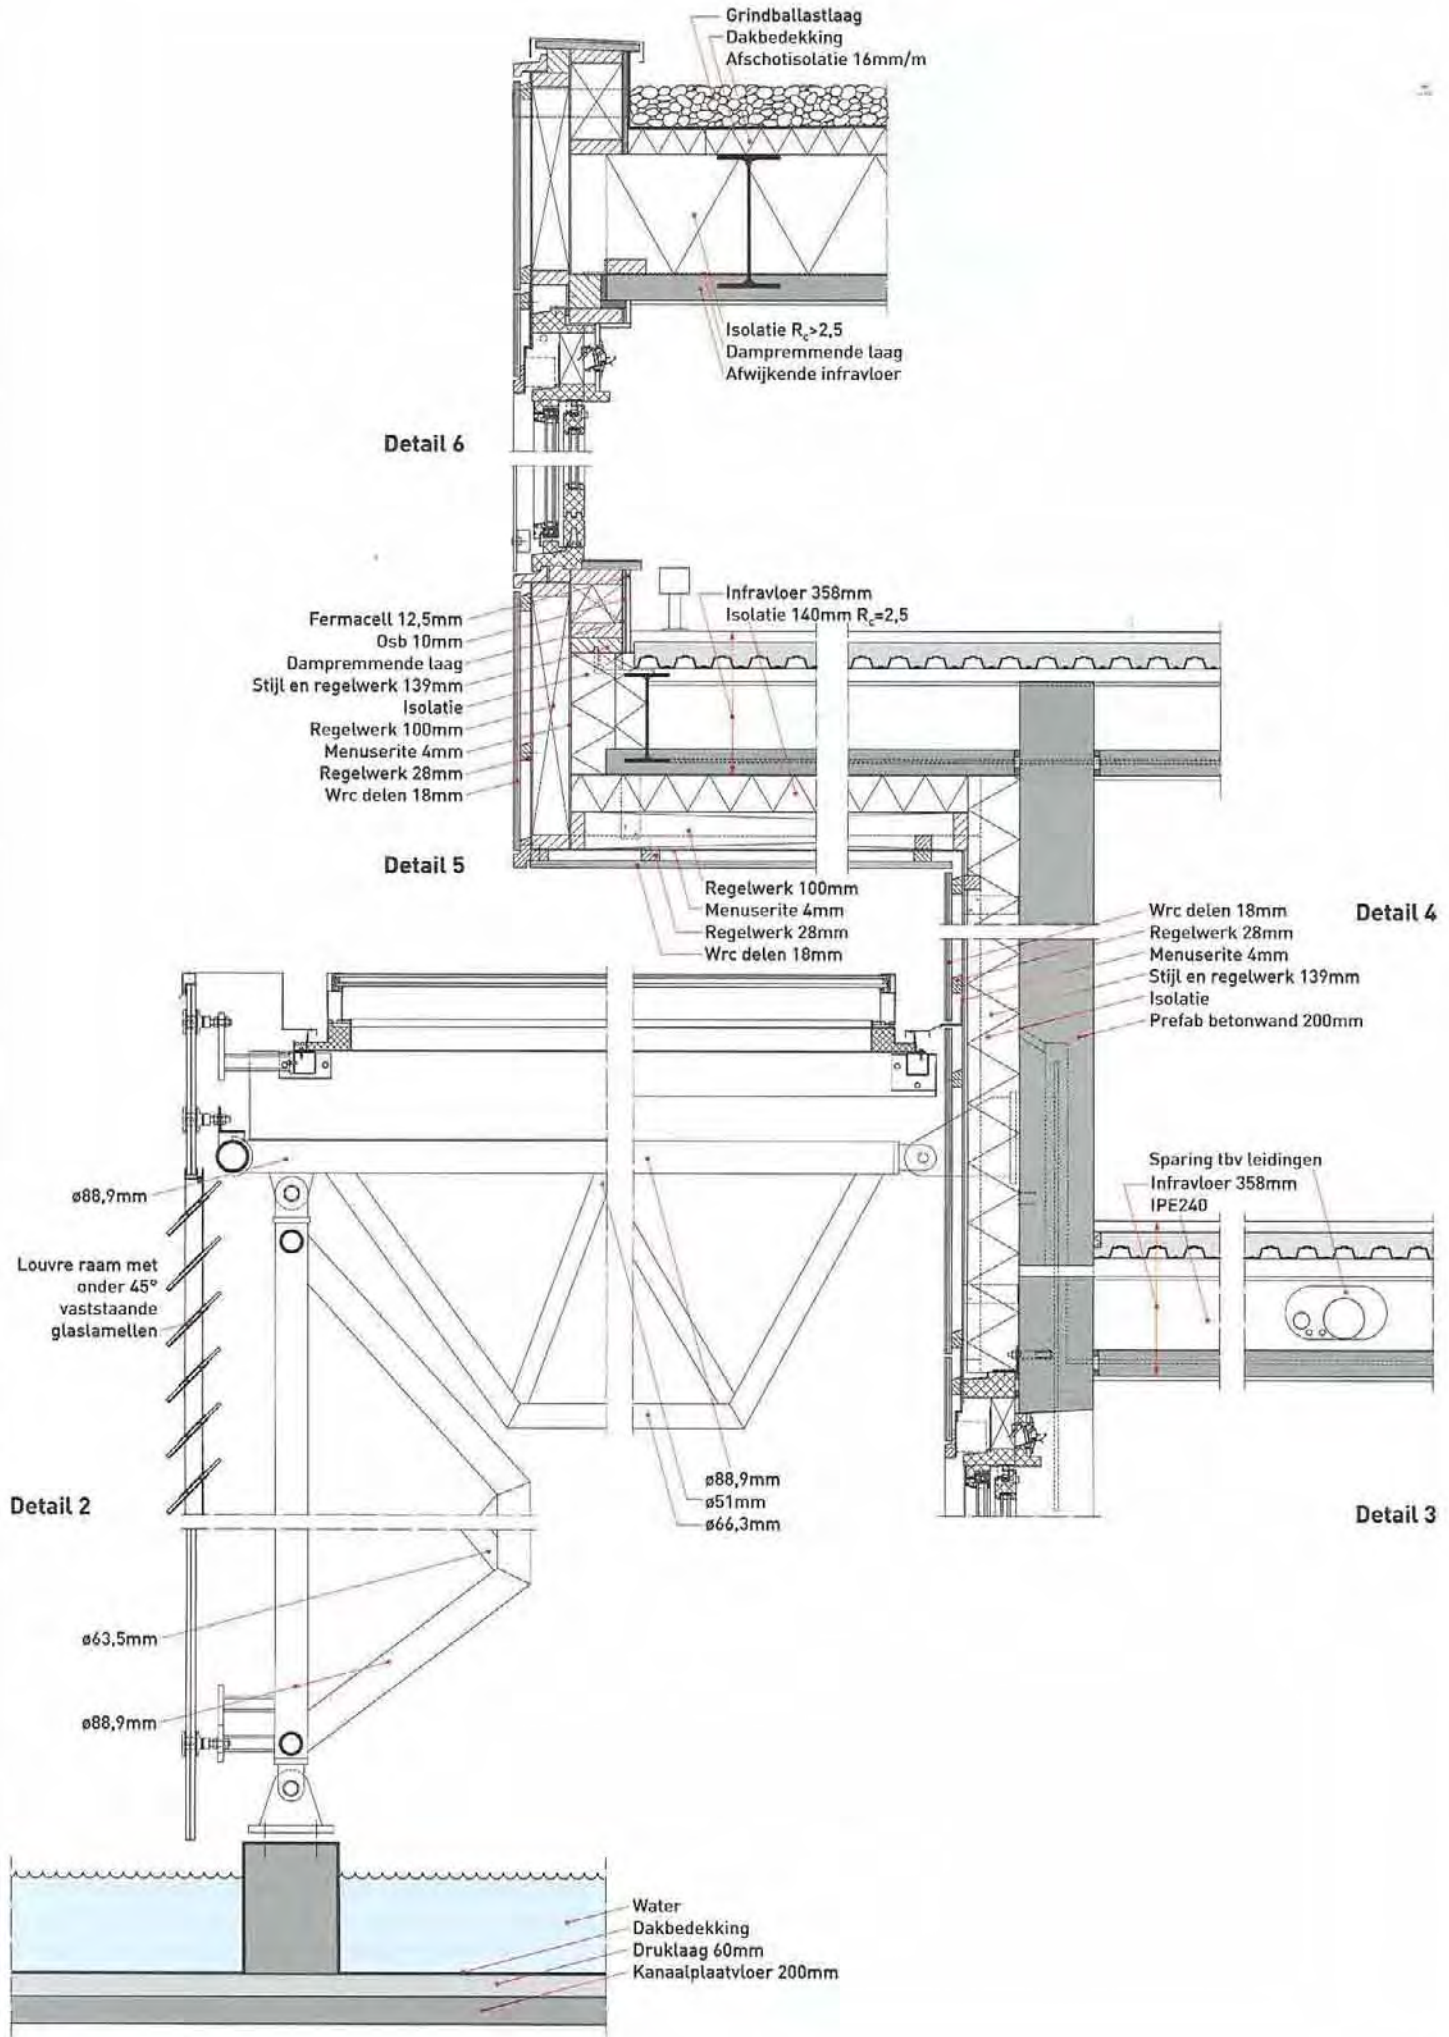 Grindballastlaag
Dakbedekking
Afschotisolatie 16mm/m
Isolatie Rc>2,5
Dampremmende laag
Afwijkende infravloer
Detail 6
Infravloer 358mm
Isolatie 140mm Rc=2,5
Fermacell 12,5mm
Osb 10mm
Dampremmende laag
Stijl en regelwerk 139mm
Isolatie
Regelwerk 100mm
Menuserite 4mm
Regelwerk 28mm
Wrc delen 18mm
Detail 5
Regelwerk 100mm
Menuserite 4mm
Regelwerk 28mm
Wrc delen 18mm
Wrc delen 18mm
Regelwerk 28mm
Menuserite 4mm
Stijl en regelwerk 139mm
Isolatie
Prefab betonwand 200mm
Detail 4
Sparing tbv leidingen
Infravloer 358mm
IPE240
ø88,9mm
Louvre raam met
onder 45°
vaststaande
glaslamellen
ø88,9mm
ø51mm
ø66,3mm
Detail 2
Detail 3
ø63,5mm
ø88,9mm
Water
Dakbedekking
Druklaag 60mm
Kanaalplaatvloer 200mm